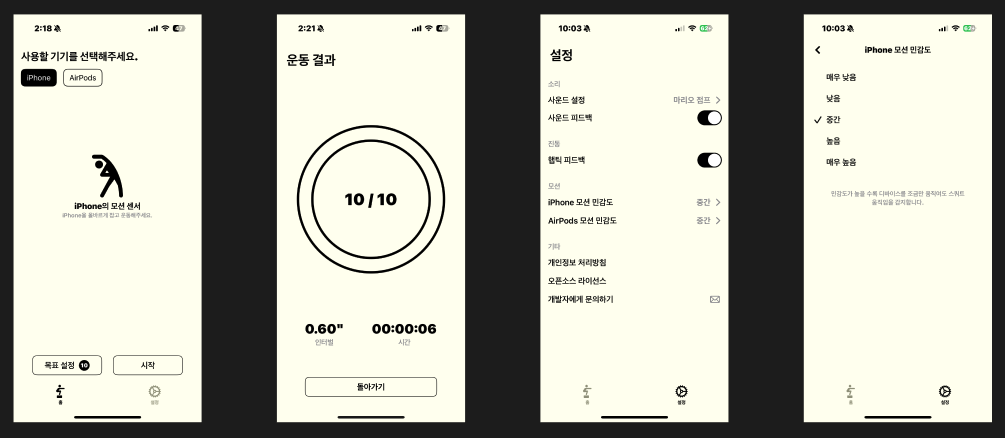 2:18
사용할 기기를 선택해주세요.
iPhone
AirPods
iPhone의 모션 센서
iPhone을 올바르게 잡고 운동해주세요.
목표 설정 10
시작
홈
설정
2:21
운동 결과
10 / 10
0.60"
00:00:06
인터벌
시간
돌아가기
10:03
설정
소리
사운드 설정
마리오 점프
사운드 피드백
진동
햅틱 피드백
모션
iPhone 모션 민감도
중간
AirPods 모션 민감도
중간
기타
개인정보 처리방침
오픈소스 라이선스
개발자에게 문의하기
홈
설정
10:03
iPhone 모션 민감도
매우 낮음
낮음
중간
높음
매우 높음
민감도가 높을 수록 디바이스를 조금만 움직여도 스쿼트
움직임을 감지합니다.
홈
설정